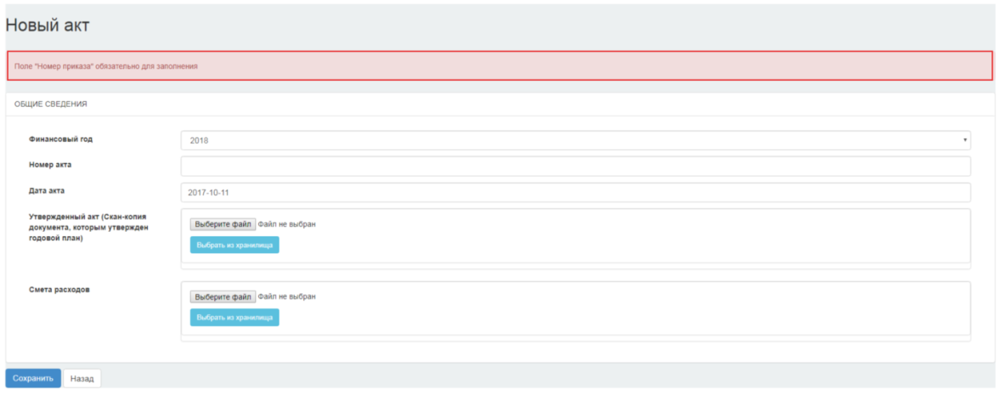 Новый акт
Поле "Номер приказа" обязательно для заполнения
ОБЩИЕ СВЕДЕНИЯ
Финансовый год
2018
Номер акта
Дата акта
2017-10-11
Утвержденный акт (Скан-копия
документа, которым утвержден
годовой план)
Выберите файл Файл не выбран
Выбрать из хранилища
Смета расходов
Выберите файл Файл не выбран
Выбрать из хранилища
Сохранить Назад